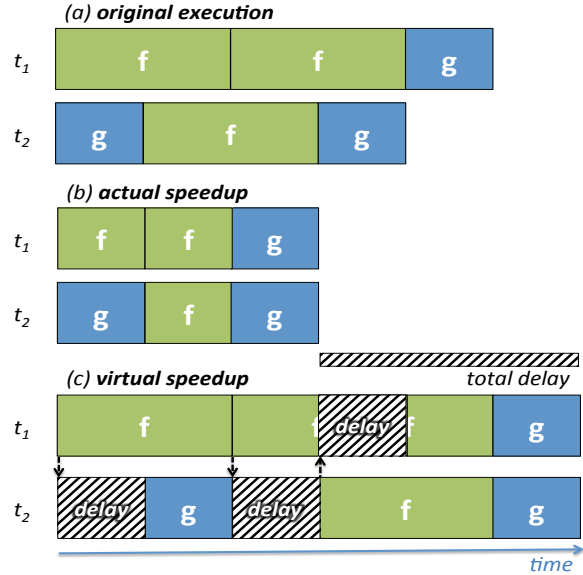 (a) original execution
t1 f f g
t2 g f g
(b) actual speedup
t1 f f g
t2 g f g
total delay
(c) virtual speedup
t1 f f delay f g
t2 delay g delay f g
time